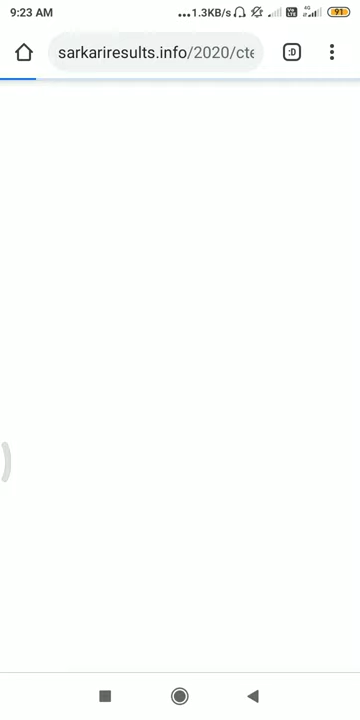 9:23 AM ...1.3KB/s 4G 91
sarkariresults.info/2020/cte
:D